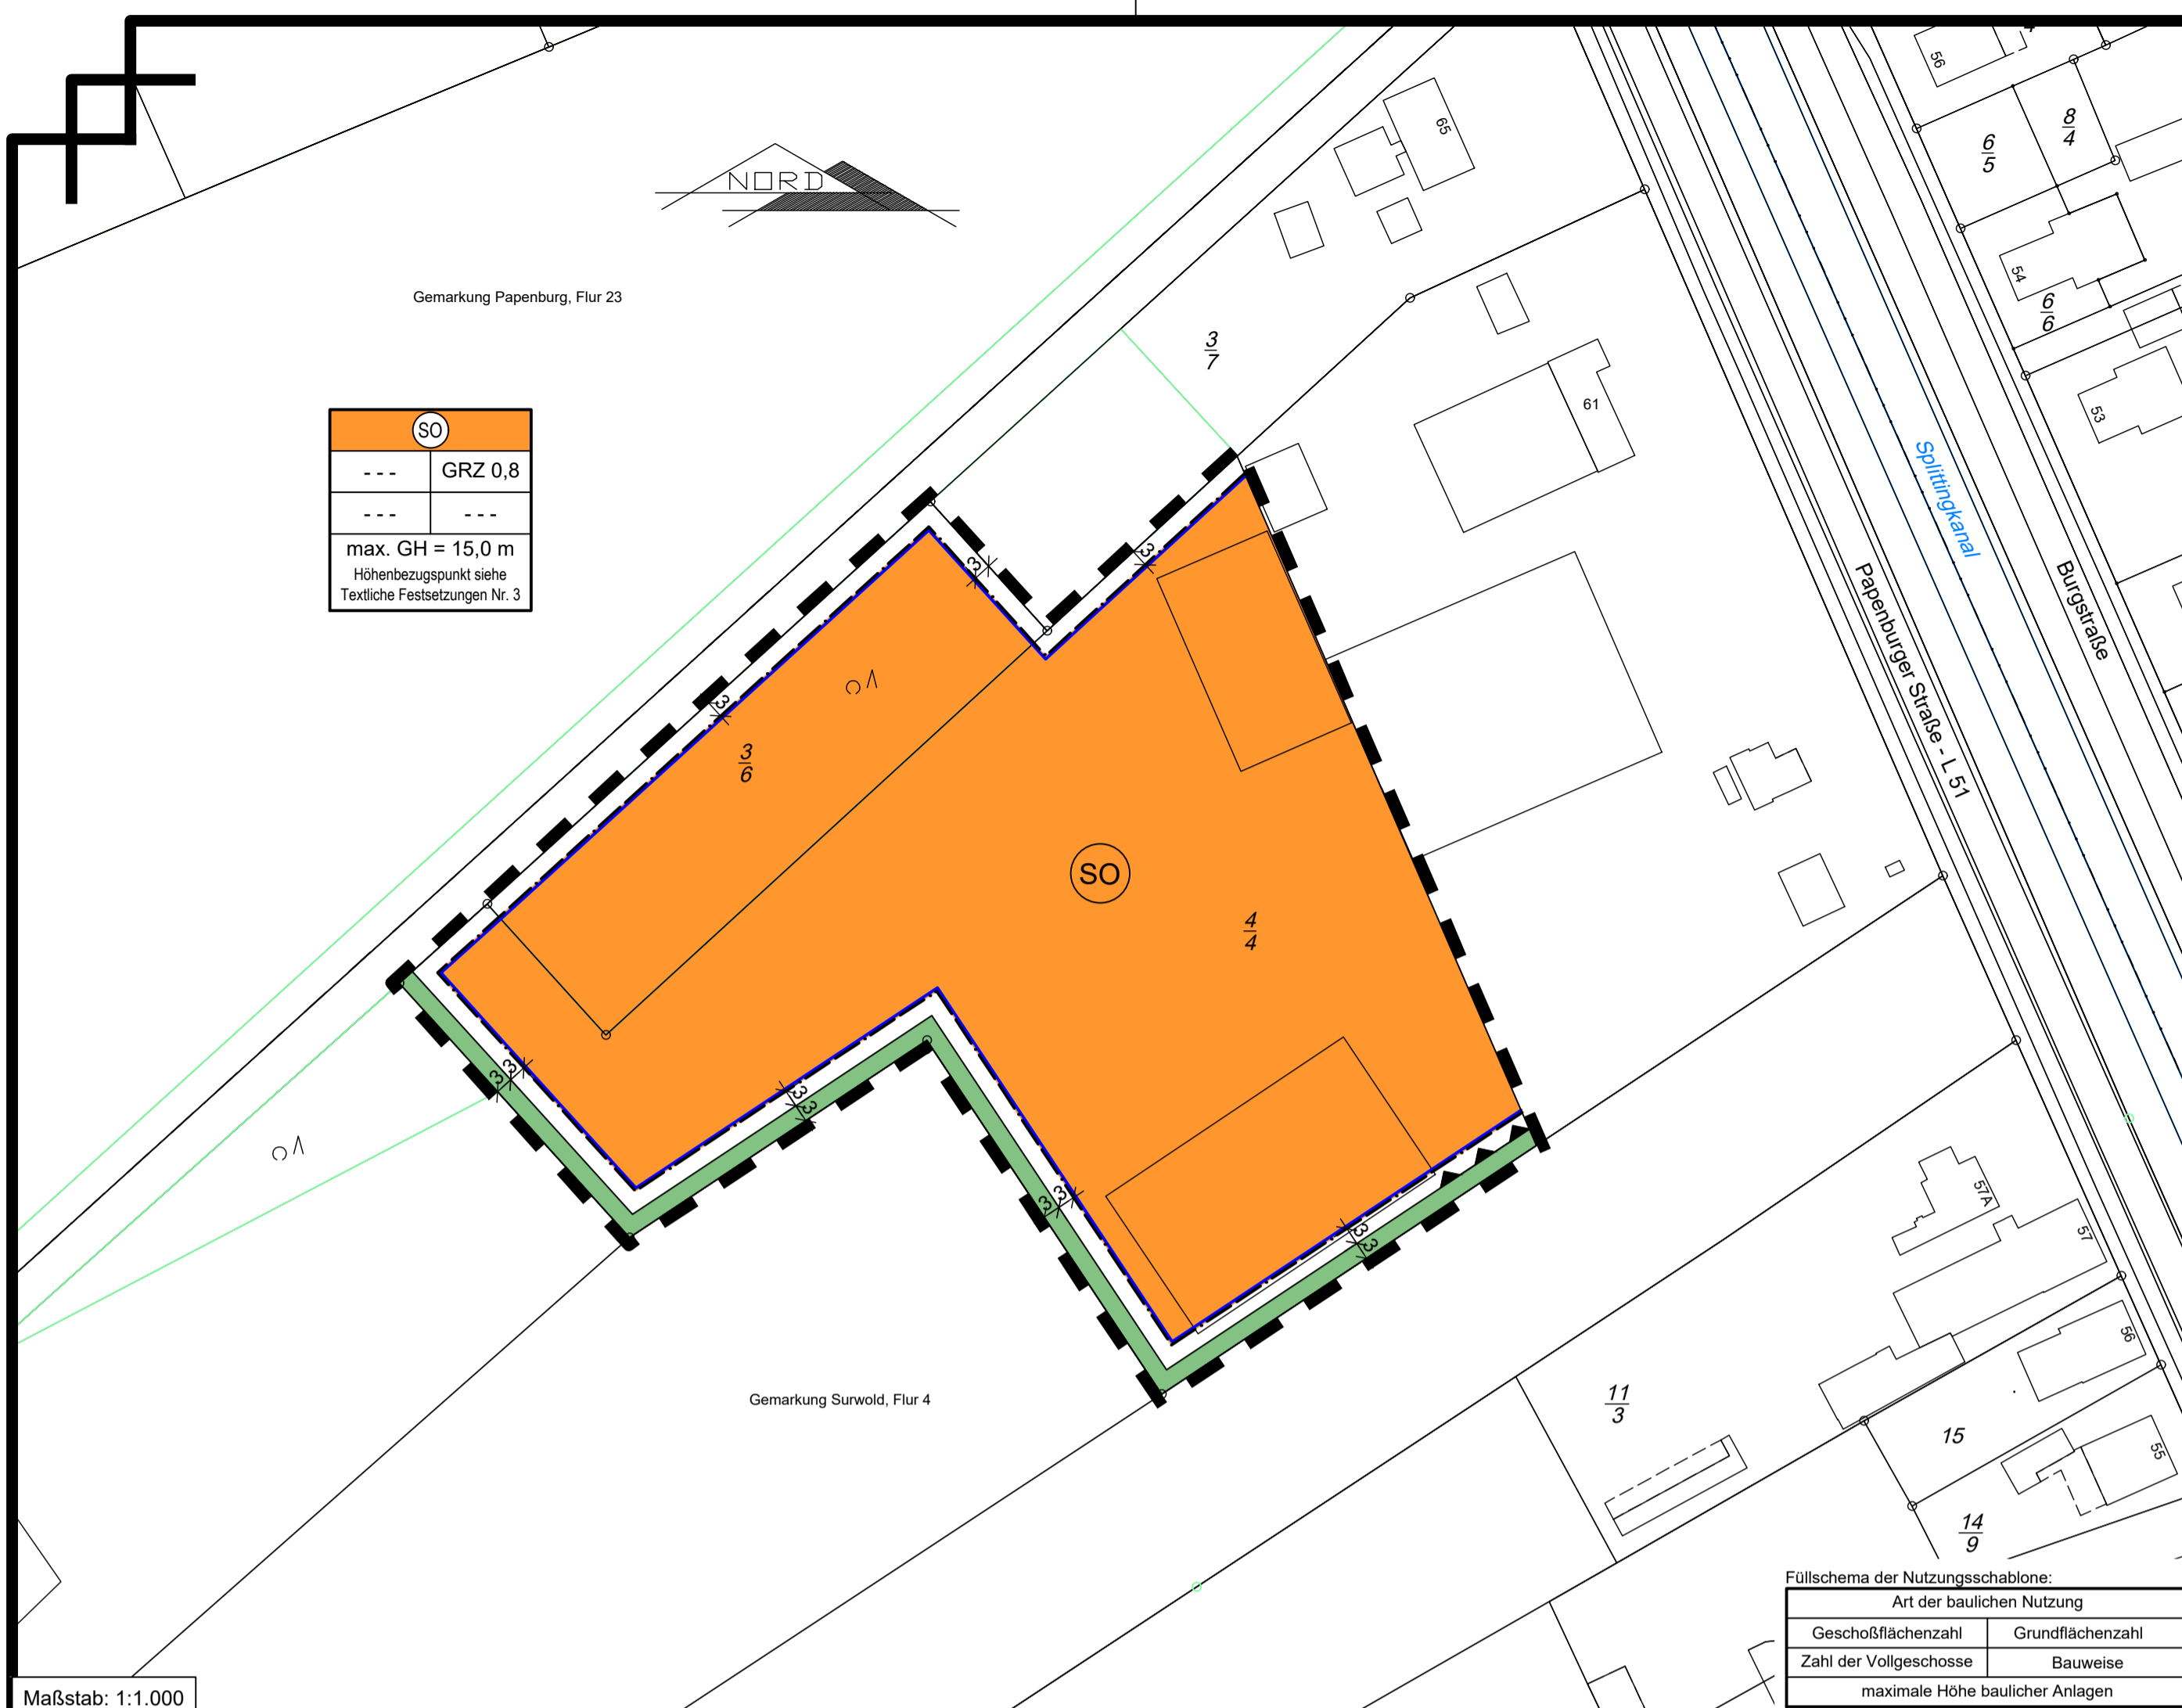 NORD
Gemarkung Papenburg, Flur 23
SO
- - - GRZ 0,8
- - - - - -
max. GH = 15,0 m
Höhenbezugspunkt siehe
Textliche Festsetzungen Nr. 3
65
56
8
4
6
5
54
6
6
53
3
7
61
Splittingkanal
Burgstraße
Papenburger Straße - L 51
3
3
3
3
6
SO
4
4
3
3
3
3
3
3
3
3
57A
57
56
55
Gemarkung Surwold, Flur 4
11
3
15
14
9
Füllschema der Nutzungsschablone:
Art der baulichen Nutzung
Geschoßflächenzahl Grundflächenzahl
Zahl der Vollgeschosse Bauweise
maximale Höhe baulicher Anlagen
Maßstab: 1:1.000